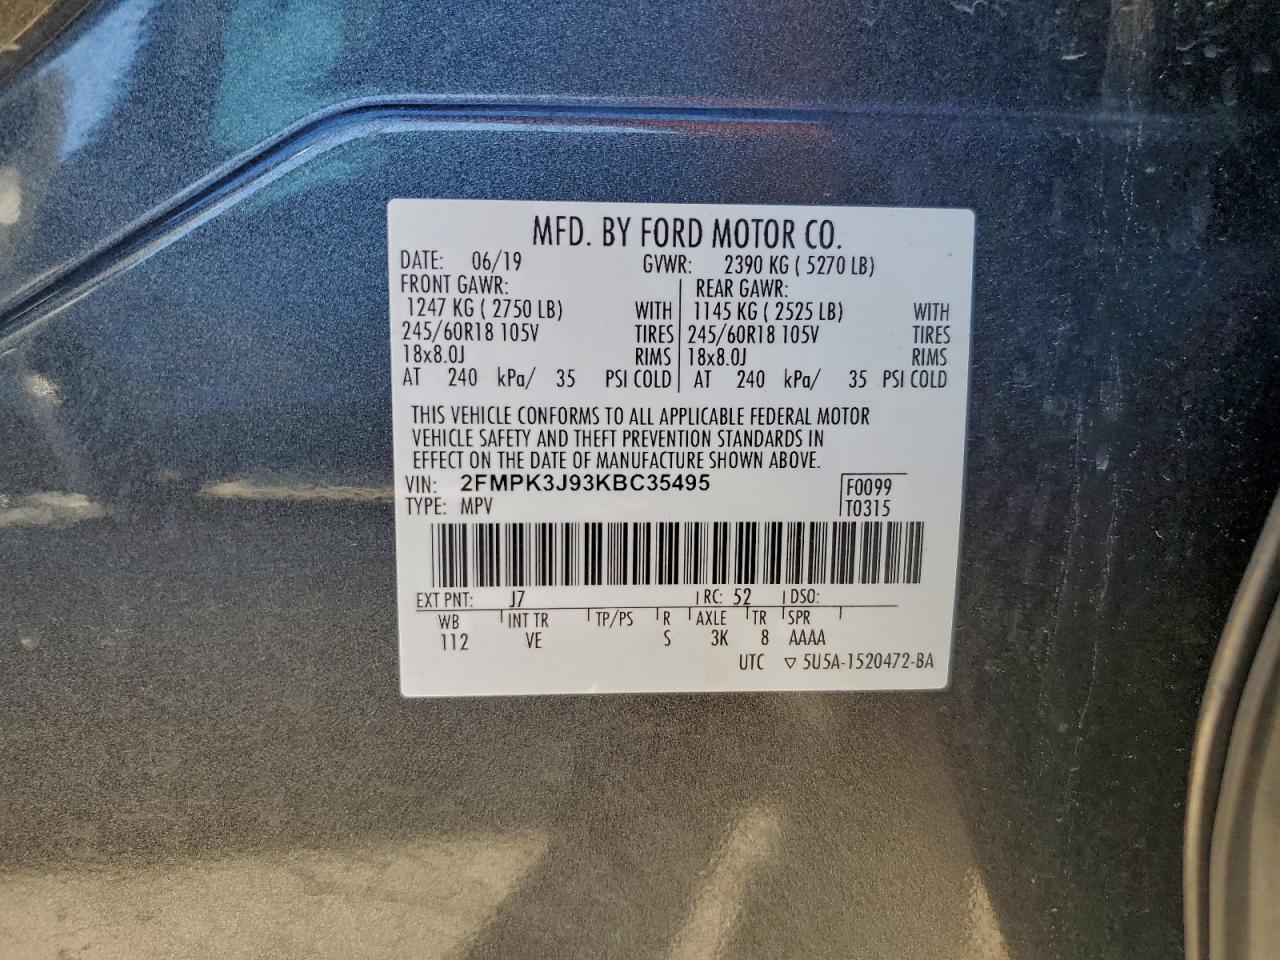 MFD. BY FORD MOTOR CO.
DATE: 06/19 GVWR: 2390 KG ( 5270 LB)
FRONT GAWR: REAR GAWR:
1247 KG ( 2750 LB) WITH 1145 KG ( 2525 LB) WITH
245/60R18 105V TIRES 245/60R18 105V TIRES
18x8.0J RIMS 18x8.0J RIMS
AT 240 kPa/ 35 PSI COLD AT 240 kPa/ 35 PSI COLD
THIS VEHICLE CONFORMS TO ALL APPLICABLE FEDERAL MOTOR
VEHICLE SAFETY AND THEFT PREVENTION STANDARDS IN
EFFECT ON THE DATE OF MANUFACTURE SHOWN ABOVE.
VIN: 2FMPK3J93KBC35495 F0099
TYPE: MPV T0315
EXT PNT: J7 RC: 52 DSO:
WB INT TR TP/PS R AXLE TR SPR
112 VE S 3K 8 AAAA
UTC ▽ 5U5A-1520472-BA